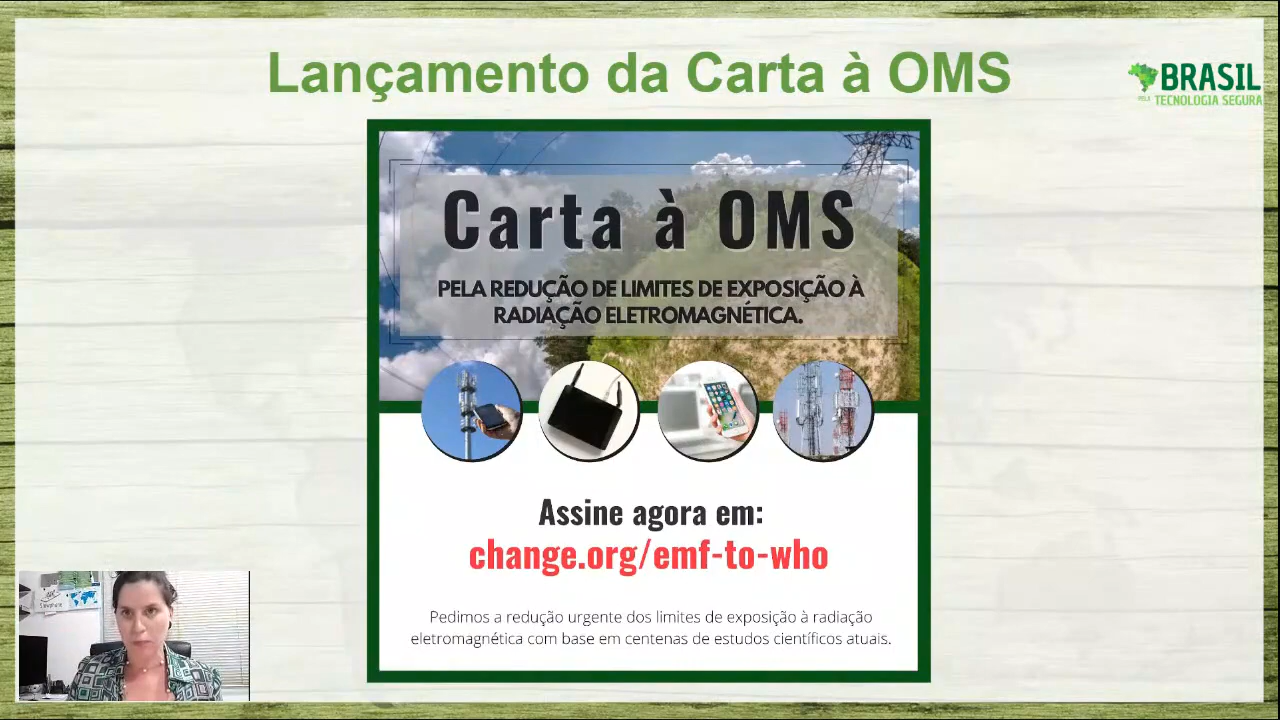 Lançamento da Carta à OMS
BRASIL
PELA TECNOLOGIA SEGURA
Carta à OMS
PELA REDUÇÃO DE LIMITES DE EXPOSIÇÃO À
RADIAÇÃO ELETROMAGNÉTICA.
Assine agora em:
change.org/emf-to-who
Pedimos a redução urgente nos limites de exposição à radiação
eletromagnética com base em centenas de estudos científicos atuais.